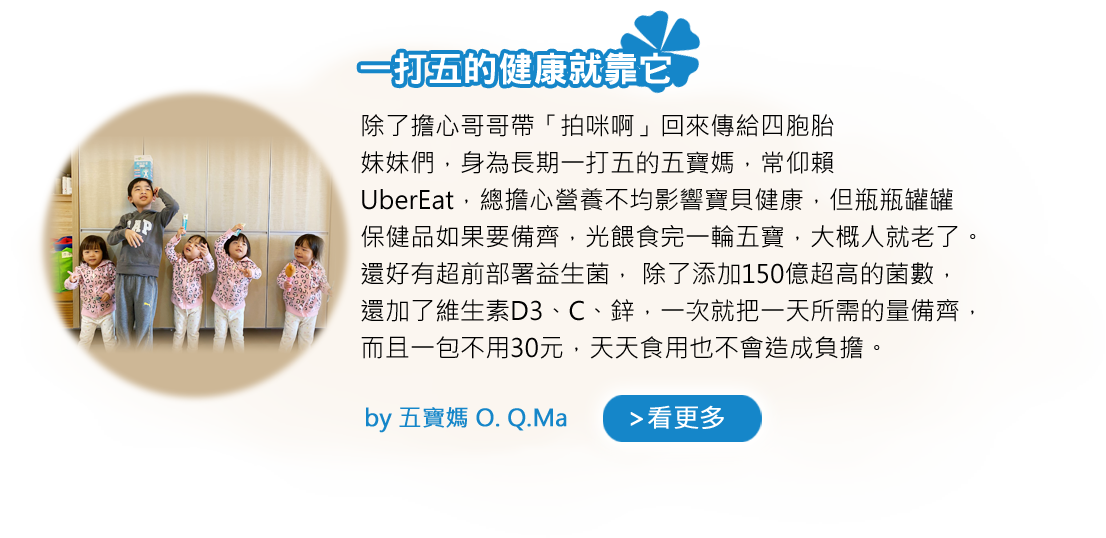 一打五的健康就靠它
除了擔心哥哥帶「拍咪啊」回來傳給四胞胎
妹妹們，身為長期一打五的五寶媽，常仰賴
UberEat，總擔心營養不均影響寶貝健康，但瓶瓶罐罐
保健品如果要備齊，光餵食完一輪五寶，大概人就老了。
還好有超前部署益生菌， 除了添加150億超高的菌數，
還加了維生素D3、C、鋅，一次就把一天所需的量備齊，
而且一包不用30元，天天食用也不會造成負擔。
by 五寶媽 O. Q.Ma
>看更多